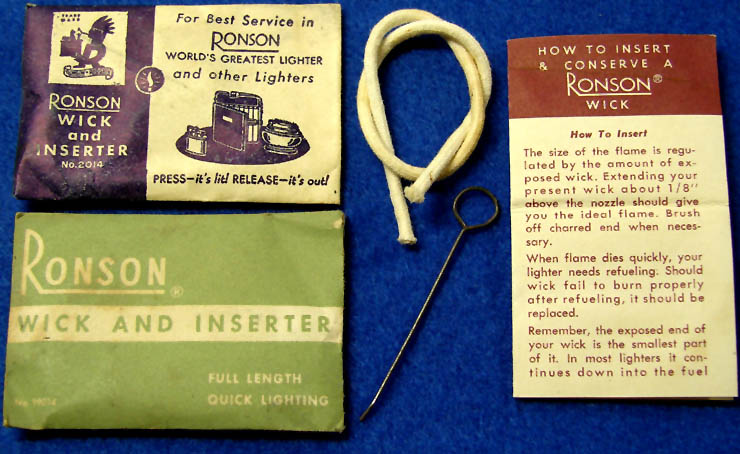 TRADE MARK
RONSON
WICK
and
INSERTER
No. 2014
For Best Service in
RONSON
WORLD'S GREATEST LIGHTER
and other Lighters
PRESS—it's lit! RELEASE—it's out!
RONSON®
WICK AND INSERTER
FULL LENGTH
QUICK LIGHTING
HOW TO INSERT
& CONSERVE A
RONSON®
WICK
How To Insert
The size of the flame is regu-
lated by the amount of ex-
posed wick. Extending your
present wick about 1/8"
above the nozzle should give
you the ideal flame. Brush
off charred end when neces-
sary.
When flame dies quickly, your
lighter needs refueling. Should
wick fail to burn properly
after refueling, it should be
replaced.
Remember, the exposed end of
your wick is the smallest part
of it. In most lighters it con-
tinues down into the fuel